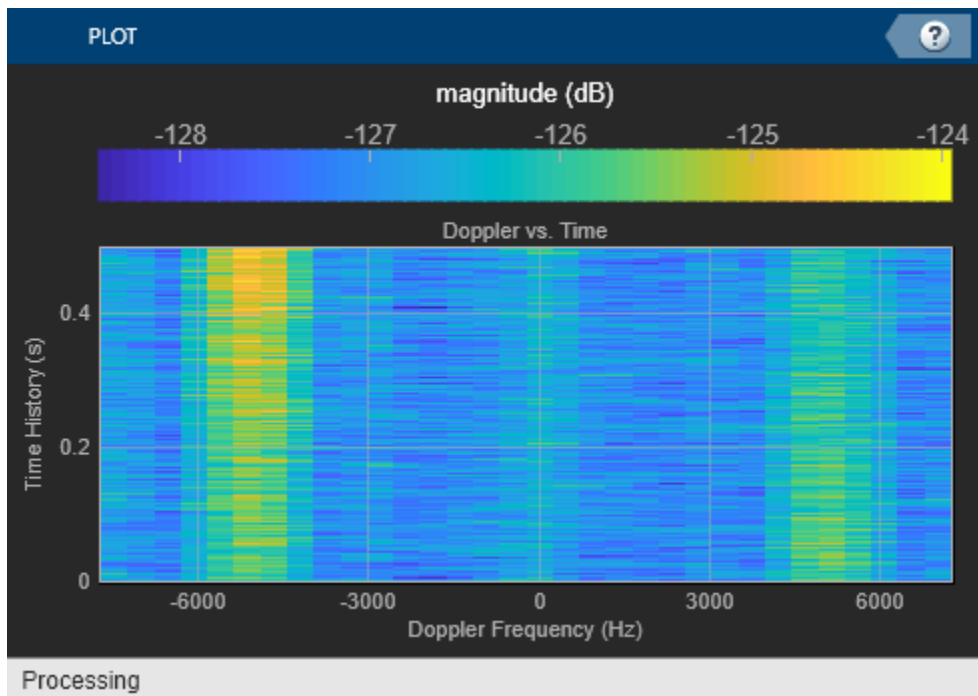 PLOT
?
magnitude (dB)
-128 -127 -126 -125 -124
Doppler vs. Time
0.4
0.2
0
Time History (s)
-6000 -3000 0 3000 6000
Doppler Frequency (Hz)
Processing